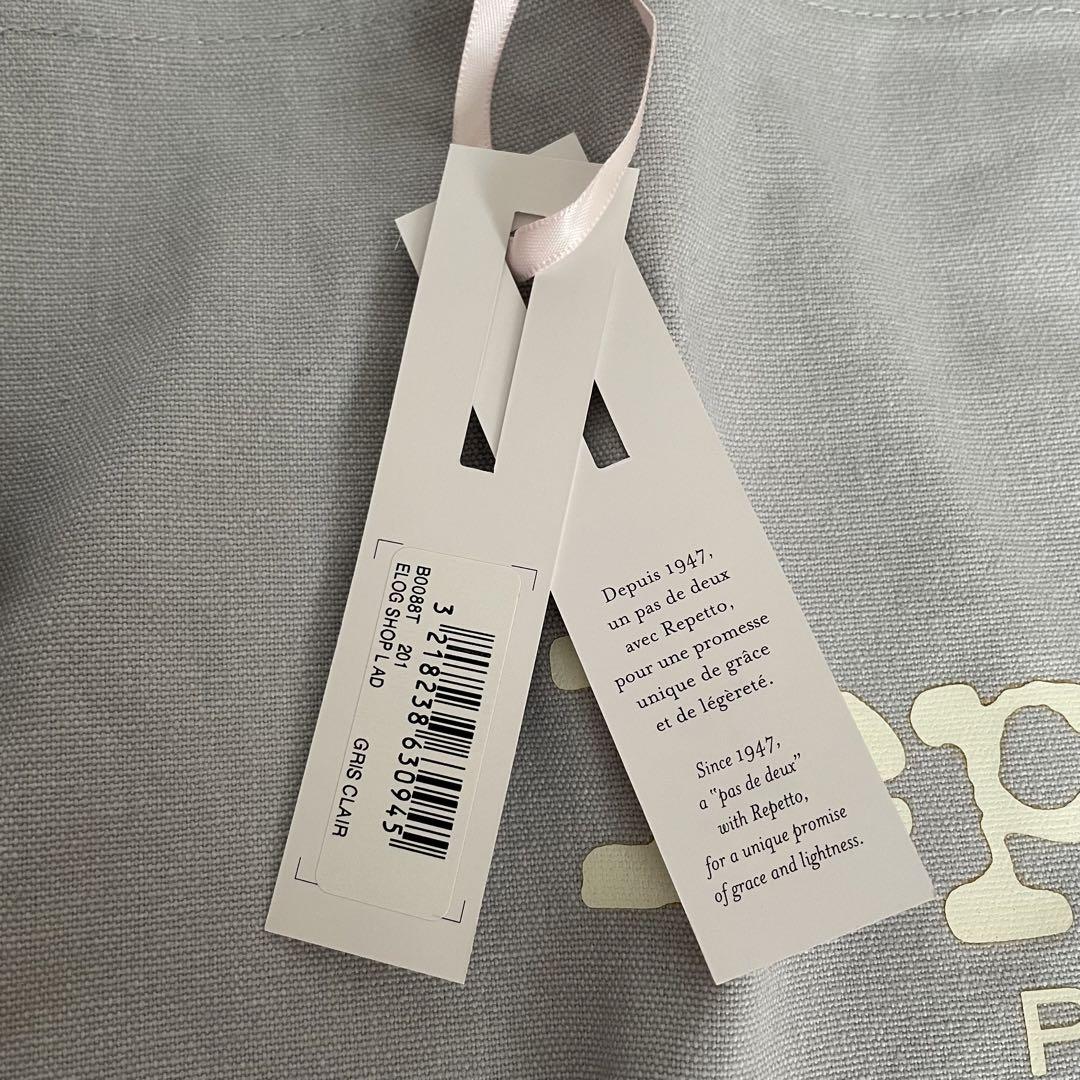 B0088T 201
ELOG SHOP LAD GRIS CLAIR
3 218238 630945
Depuis 1947,
un pas de deux
avec Repetto,
pour une promesse
unique de grâce
et de légèreté.
Since 1947,
a "pas de deux"
with Repetto,
for a unique promise
of grace and lightness.
ep
P